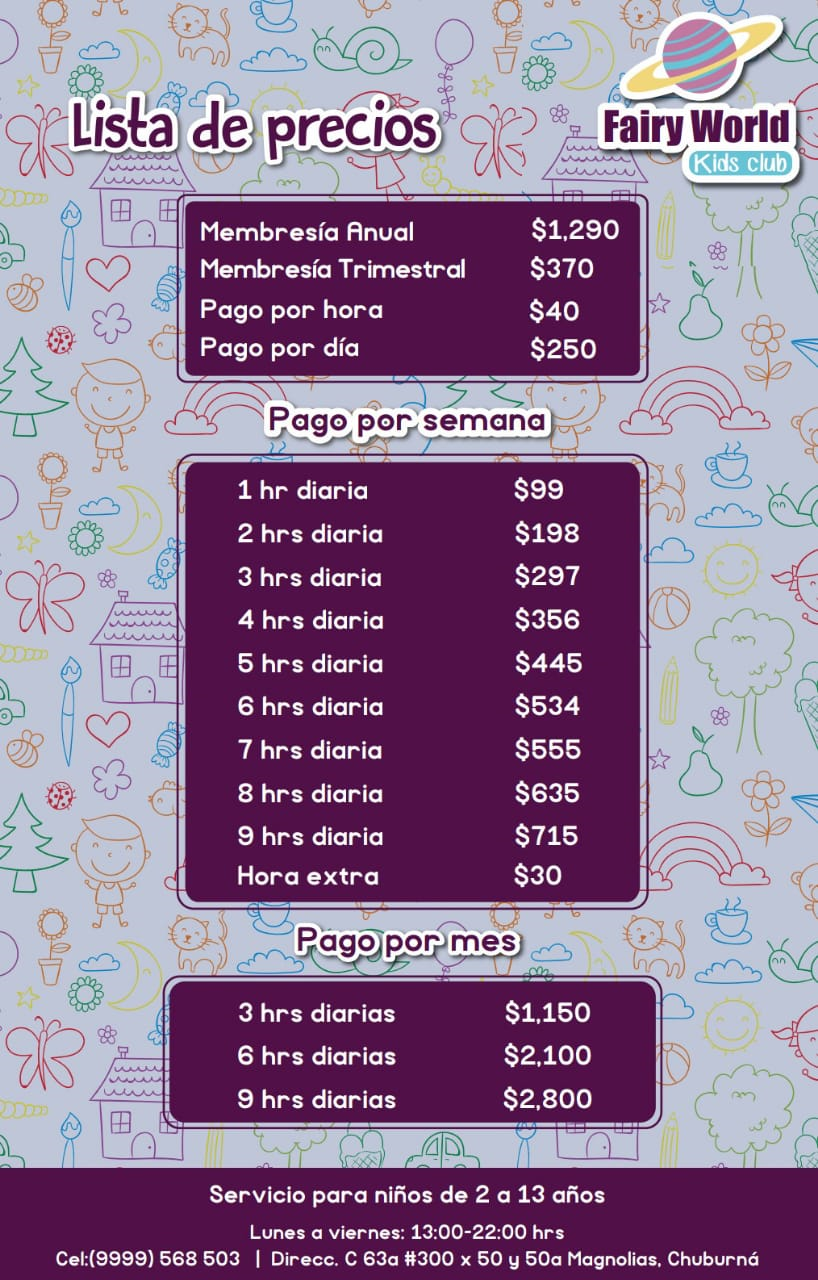 Lista de precios
Fairy World
Kids club
Membresía Anual $1,290
Membresía Trimestral $370
Pago por hora $40
Pago por día $250
Pago por semana
1 hr diaria $99
2 hrs diaria $198
3 hrs diaria $297
4 hrs diaria $356
5 hrs diaria $445
6 hrs diaria $534
7 hrs diaria $555
8 hrs diaria $635
9 hrs diaria $715
Hora extra $30
Pago por mes
3 hrs diarias $1,150
6 hrs diarias $2,100
9 hrs diarias $2,800
Servicio para niños de 2 a 13 años
Lunes a viernes: 13:00-22:00 hrs
Cel:(9999) 568 503 | Direcc. C 63a #300 x 50 y 50a Magnolias, Chuburná